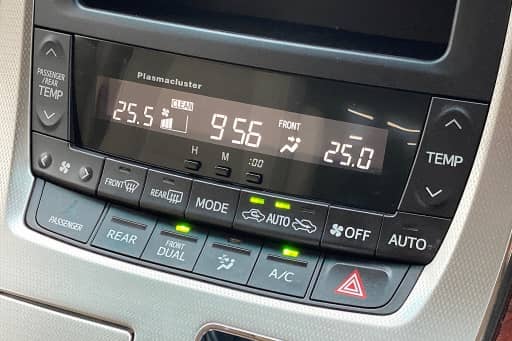 Plasmacluster
PASSENGER
/REAR
TEMP
25.5
CLEAN
9:56
FRONT
25.0
TEMP
H
M
:00
FRONT
REAR
MODE
AUTO
OFF
AUTO
PASSENGER
REAR
FRONT
DUAL
A/C